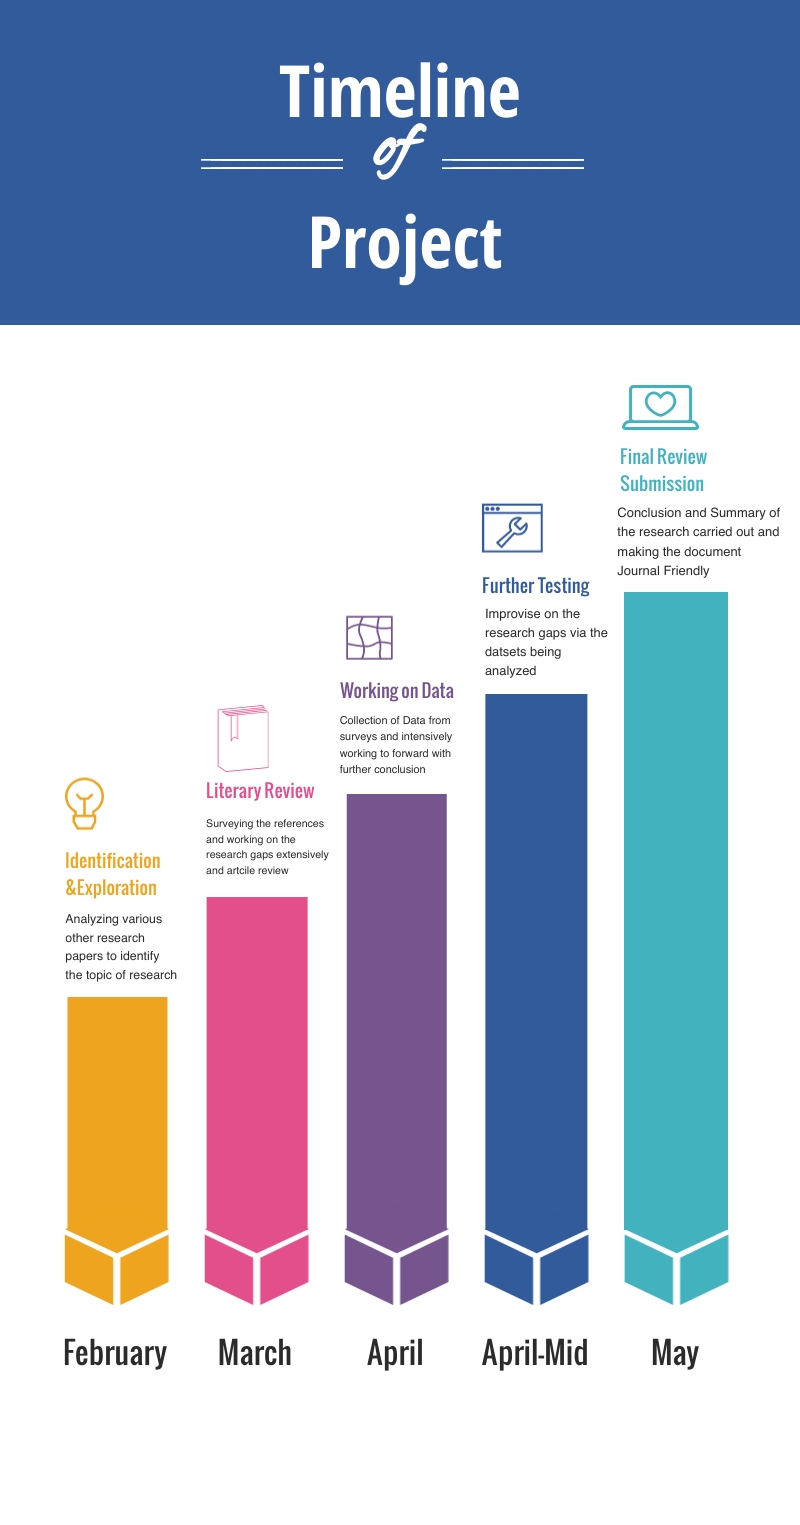 Timeline
of
Project
Final Review
Submission
Conclusion and Summary of
the research carried out and
making the document
Journal Friendly
Further Testing
Improvise on the
research gaps via the
datsets being
analyzed
Working on Data
Collection of Data from
surveys and intensively
working to forward with
further conclusion
Literary Review
Surveying the references
and working on the
research gaps extensively
and artcile review
Identification
&Exploration
Analyzing various
other research
papers to identify
the topic of research
February
March
April
April-Mid
May